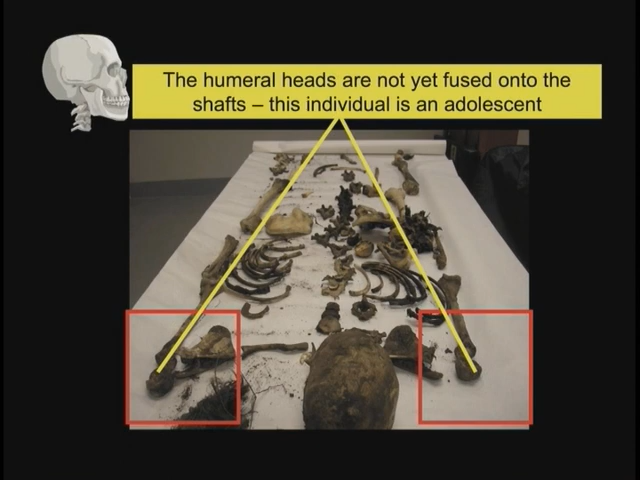 The humeral heads are not yet fused onto the
shafts – this individual is an adolescent